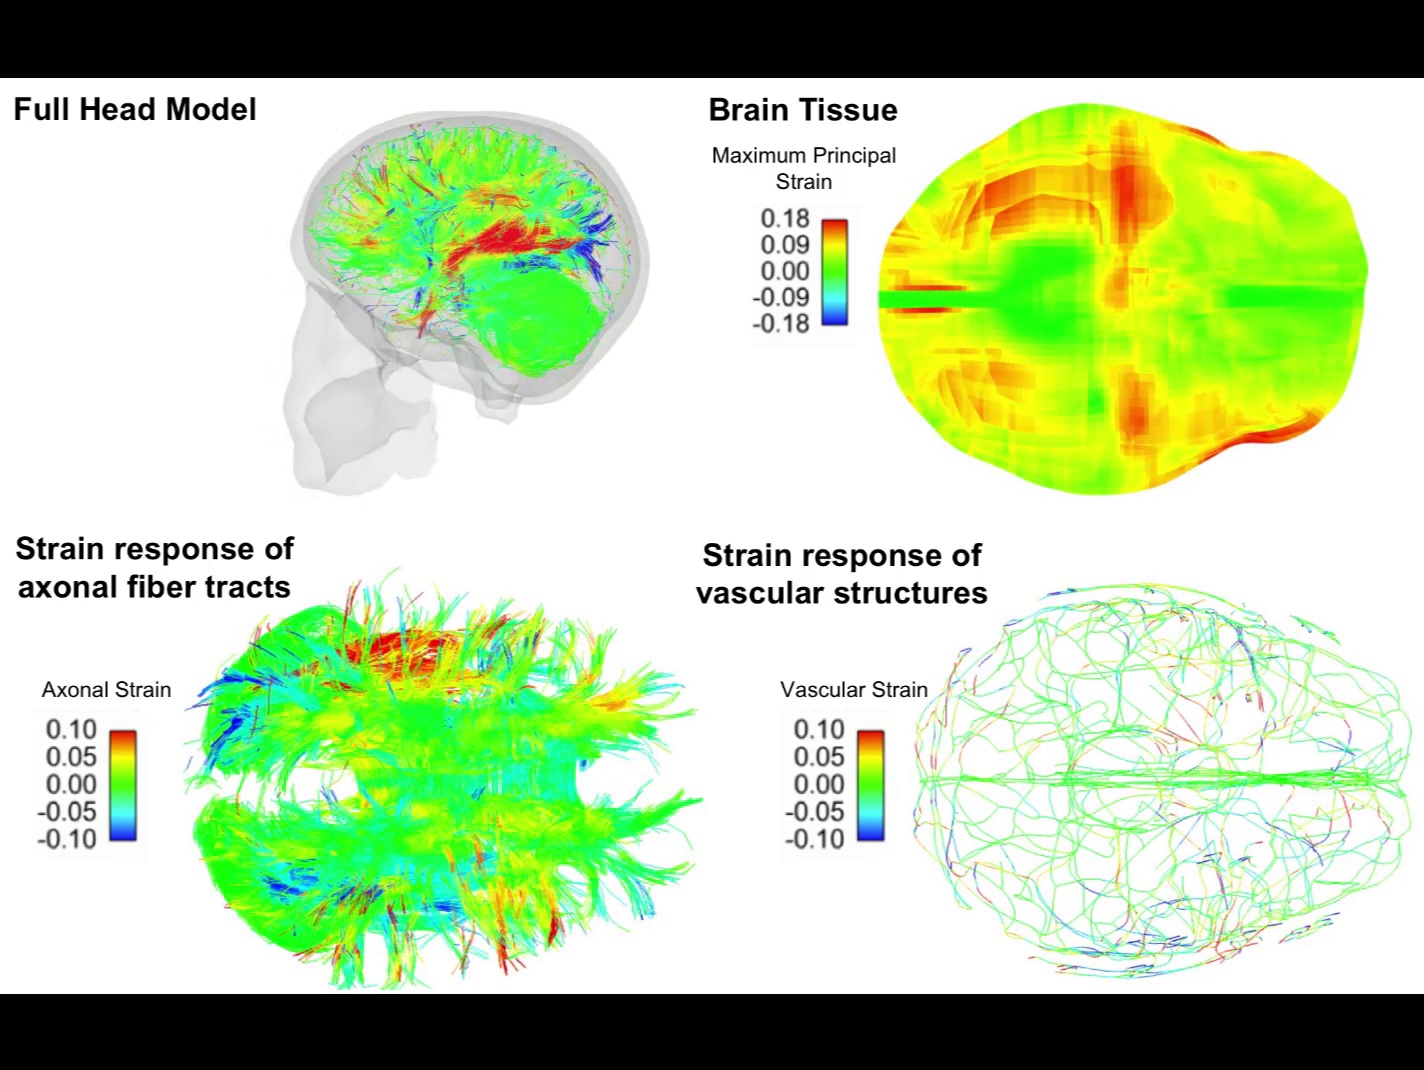 Full Head Model
Brain Tissue
Maximum Principal
Strain
0.18
0.09
0.00
-0.09
-0.18
Strain response of
axonal fiber tracts
Axonal Strain
0.10
0.05
0.00
-0.05
-0.10
Strain response of
vascular structures
Vascular Strain
0.10
0.05
0.00
-0.05
-0.10